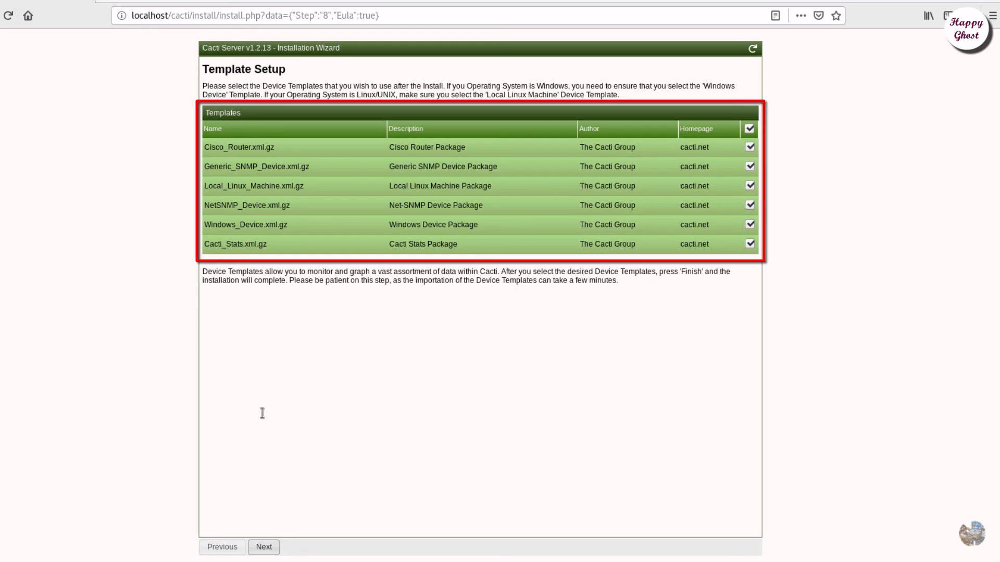 localhost/cacti/install/install.php?data={"Step":"8","Eula":true}
Happy
Ghost
Cacti Server v1.2.13 - Installation Wizard
Template Setup
Please select the Device Templates that you wish to use after the Install. If you Operating System is Windows, you need to ensure that you select the 'Windows
Device' Template. If your Operating System is Linux/UNIX, make sure you select the 'Local Linux Machine' Device Template.
Templates
Name Description Author Homepage
Cisco_Router.xml.gz Cisco Router Package The Cacti Group cacti.net
Generic_SNMP_Device.xml.gz Generic SNMP Device Package The Cacti Group cacti.net
Local_Linux_Machine.xml.gz Local Linux Machine Package The Cacti Group cacti.net
NetSNMP_Device.xml.gz Net-SNMP Device Package The Cacti Group cacti.net
Windows_Device.xml.gz Windows Device Package The Cacti Group cacti.net
Cacti_Stats.xml.gz Cacti Stats Package The Cacti Group cacti.net
Device Templates allow you to monitor and graph a vast assortment of data within Cacti. After you select the desired Device Templates, press 'Finish' and the
installation will complete. Please be patient on this step, as the importation of the Device Templates can take a few minutes.
Previous Next